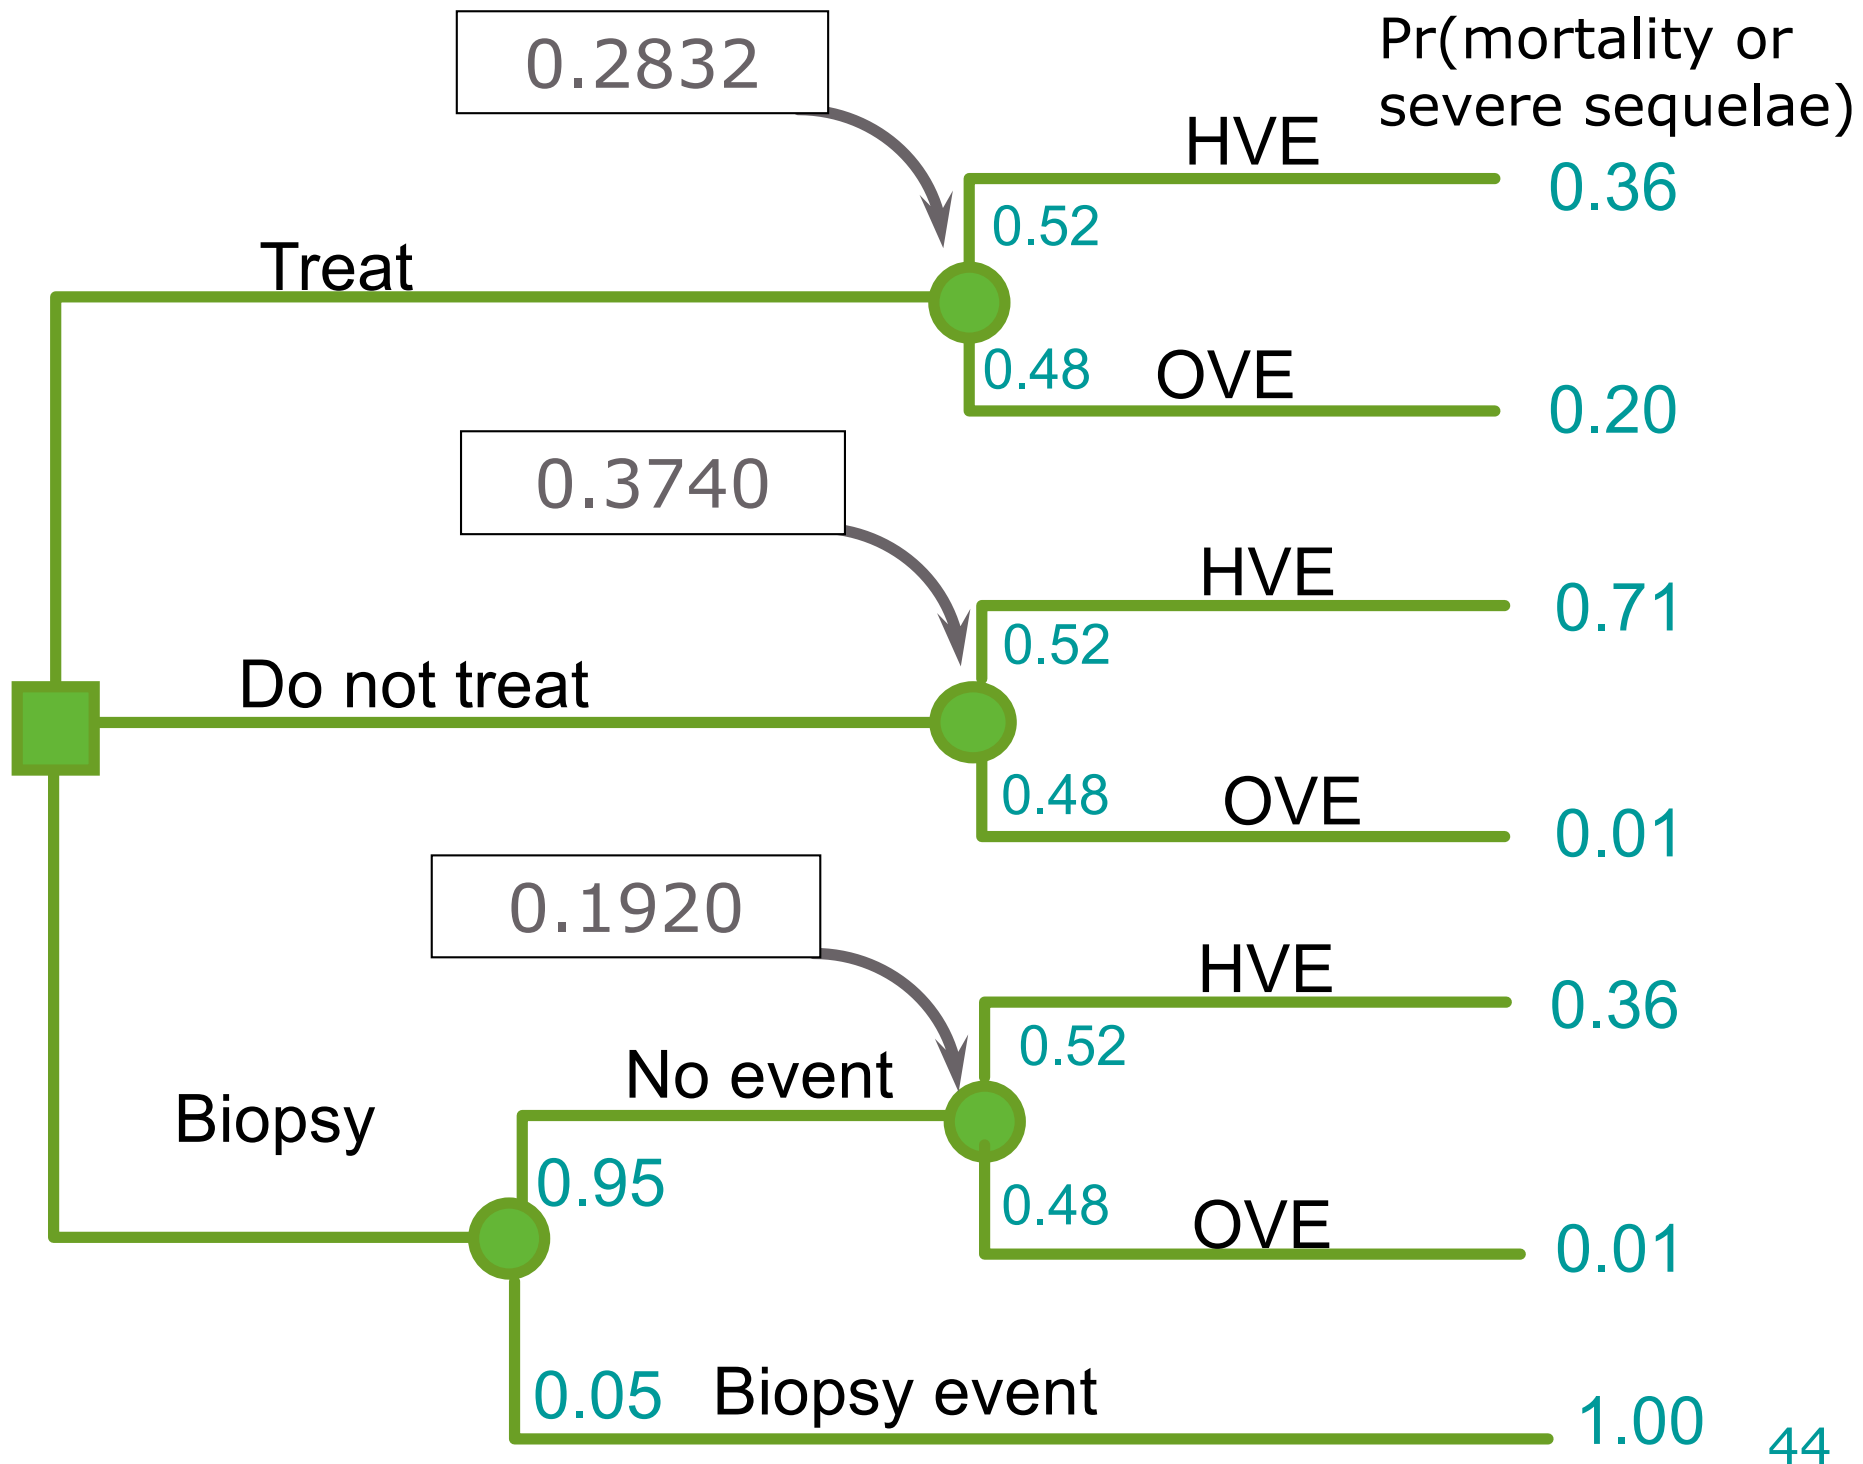 Pr(mortality or
severe sequelae)
0.2832
HVE
0.36
0.52
Treat
0.48
OVE
0.20
0.3740
HVE
0.71
0.52
Do not treat
0.48
OVE
0.01
0.1920
HVE
0.36
0.52
No event
Biopsy
0.95
0.48
OVE
0.01
0.05
Biopsy event
1.00
44